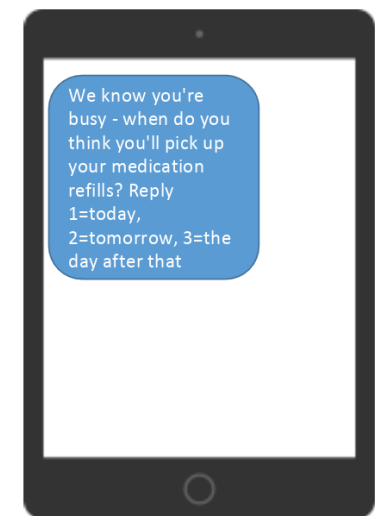 We know you're
busy - when do you
think you'll pick up
your medication
refills? Reply
1=today,
2=tomorrow, 3=the
day after that